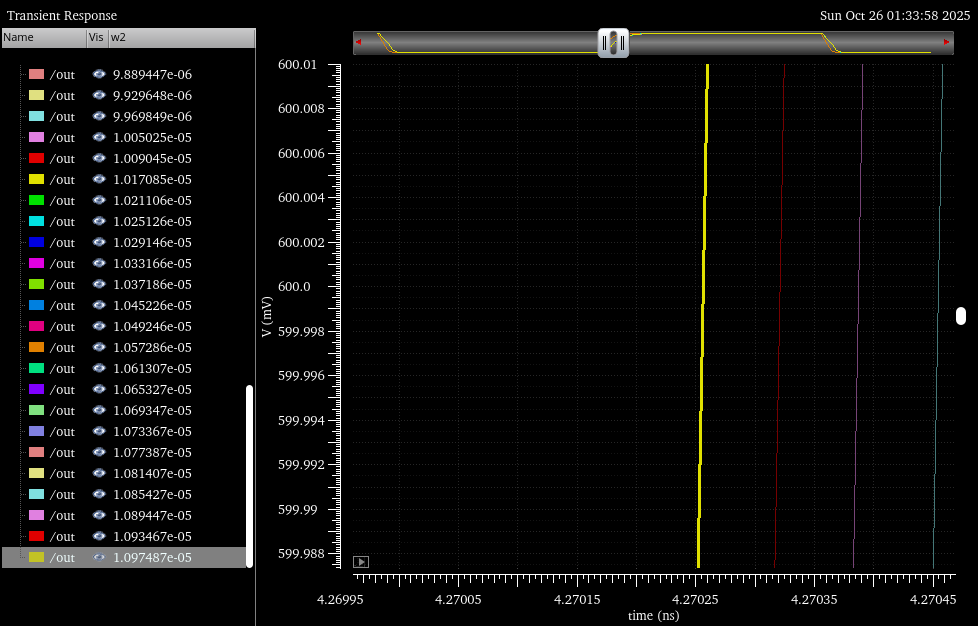 Transient Response
Sun Oct 26 01:33:58 2025
Name Vis w2
/out 9.889447e-06
/out 9.929648e-06
/out 9.969849e-06
/out 1.005025e-05
/out 1.009045e-05
/out 1.017085e-05
/out 1.021106e-05
/out 1.025126e-05
/out 1.029146e-05
/out 1.033166e-05
/out 1.037186e-05
/out 1.045226e-05
/out 1.049246e-05
/out 1.057286e-05
/out 1.061307e-05
/out 1.065327e-05
/out 1.069347e-05
/out 1.073367e-05
/out 1.077387e-05
/out 1.081407e-05
/out 1.085427e-05
/out 1.089447e-05
/out 1.093467e-05
/out 1.097487e-05
V (mV)
600.01
600.008
600.006
600.004
600.002
600.0
599.998
599.996
599.994
599.992
599.99
599.988
4.26995 4.27005 4.27015 4.27025 4.27035 4.27045
time (ns)